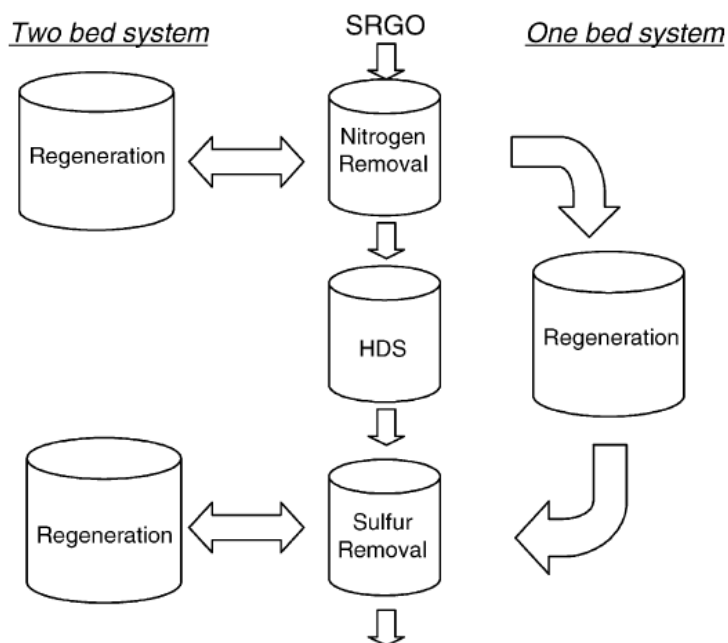 Two bed system
SRGO
One bed system
Regeneration
Nitrogen
Removal
HDS
Regeneration
Regeneration
Sulfur
Removal